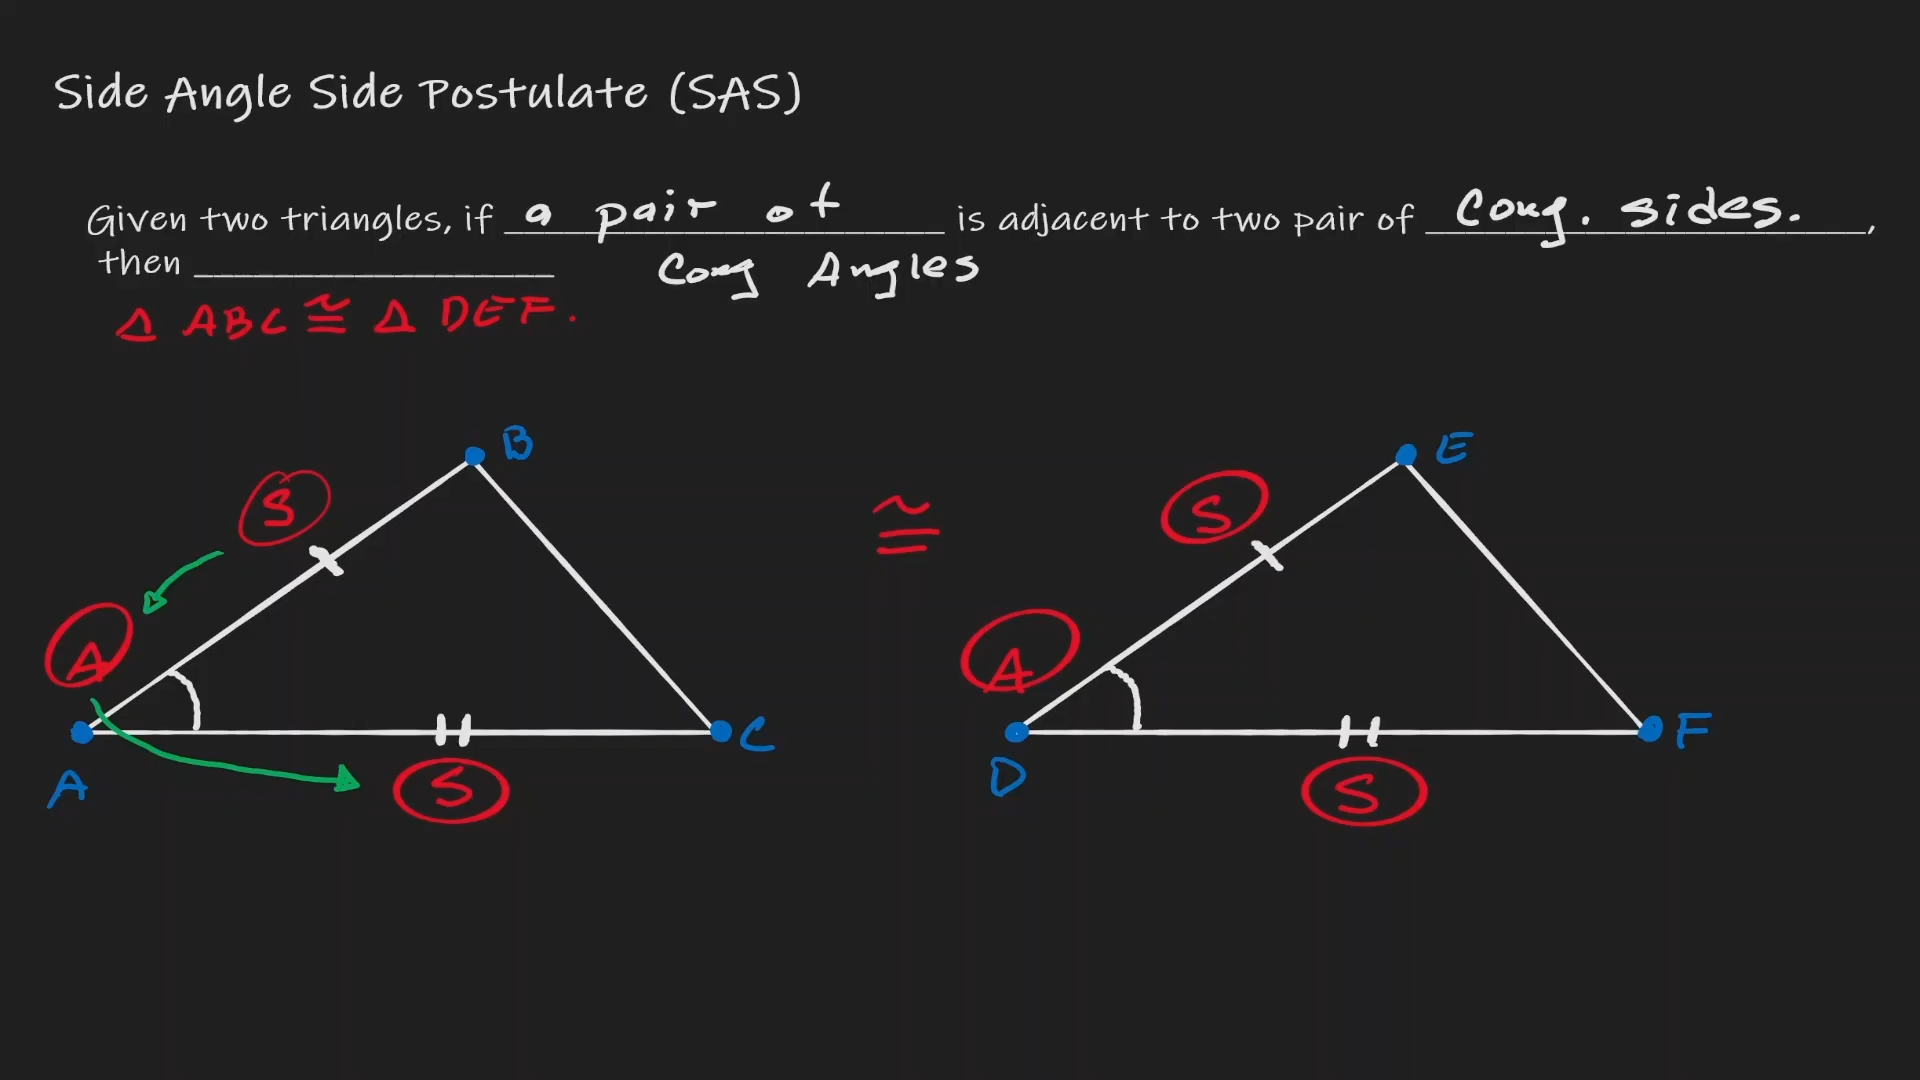 Side Angle Side Postulate (SAS)
Given two triangles, if a pair of is adjacent to two pair of Cong. sides.,
then __________________ Cong Angles
Δ ABC ≅ Δ DEF.
B
E
S
S
≅
A
A
C
F
A
D
S
S